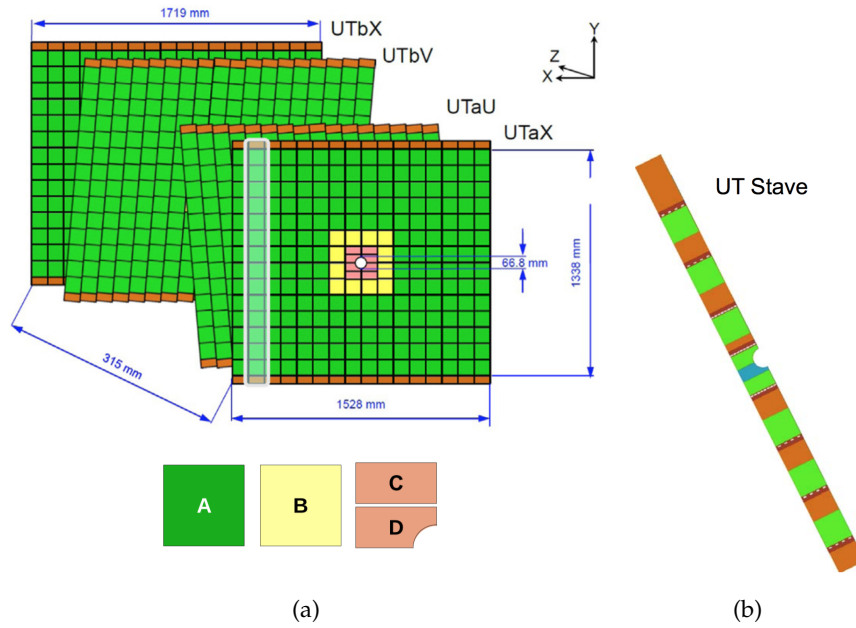 1719 mm
UTbX
UTbV
UTaU
UTaX
Y
Z
X
66.8 mm
1338 mm
315 mm
1528 mm
A
B
C
D
UT Stave
(a)
(b)